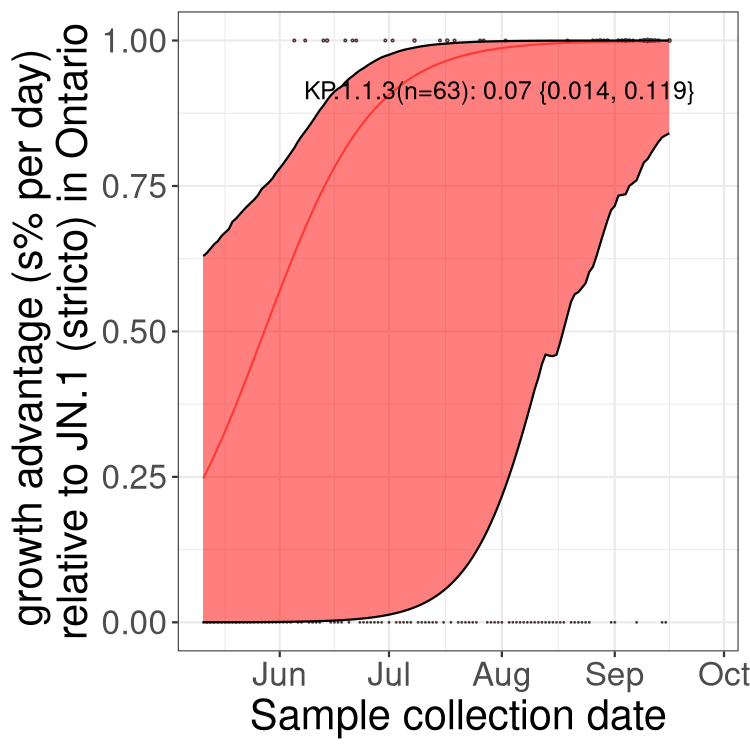 growth advantage (s% per day)
relative to JN.1 (stricto) in Ontario
1.00
0.75
0.50
0.25
0.00
KP.1.1.3(n=63): 0.07 {0.014, 0.119}
Jun Jul Aug Sep Oct
Sample collection date